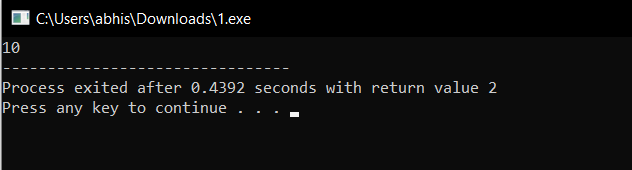 C:\Users\abhis\Downloads\1.exe
10
--------------------------------
Process exited after 0.4392 seconds with return value 2
Press any key to continue . . .